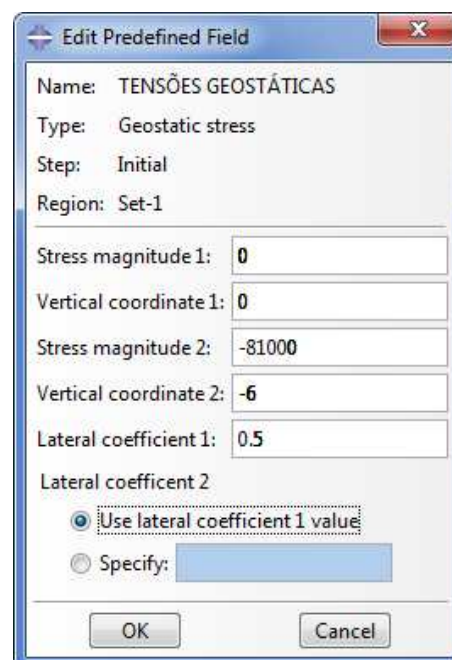 Edit Predefined Field
Name: TENSÕES GEOSTÁTICAS
Type: Geostatic stress
Step: Initial
Region: Set-1
Stress magnitude 1: 0
Vertical coordinate 1: 0
Stress magnitude 2: -81000
Vertical coordinate 2: -6
Lateral coefficient 1: 0.5
Lateral coefficent 2
Use lateral coefficient 1 value
Specify:
OK Cancel